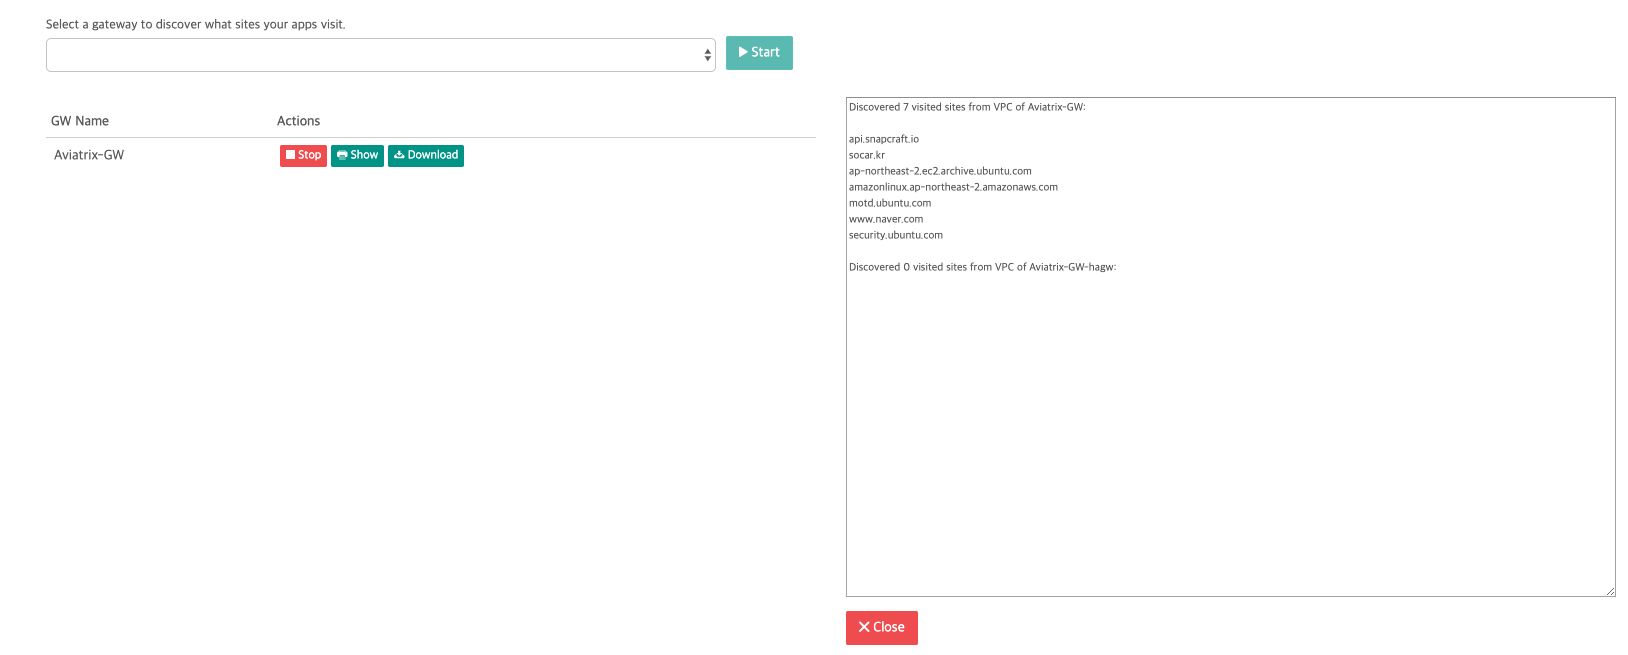 Select a gateway to discover what sites your apps visit.
Start
GW Name Actions
Aviatrix-GW Stop Show Download
Discovered 7 visited sites from VPC of Aviatrix-GW:
api.snapcraft.io
socar.kr
ap-northeast-2.ec2.archive.ubuntu.com
amazonlinux.ap-northeast-2.amazonaws.com
motd.ubuntu.com
www.naver.com
security.ubuntu.com
Discovered 0 visited sites from VPC of Aviatrix-GW-hagw:
Close